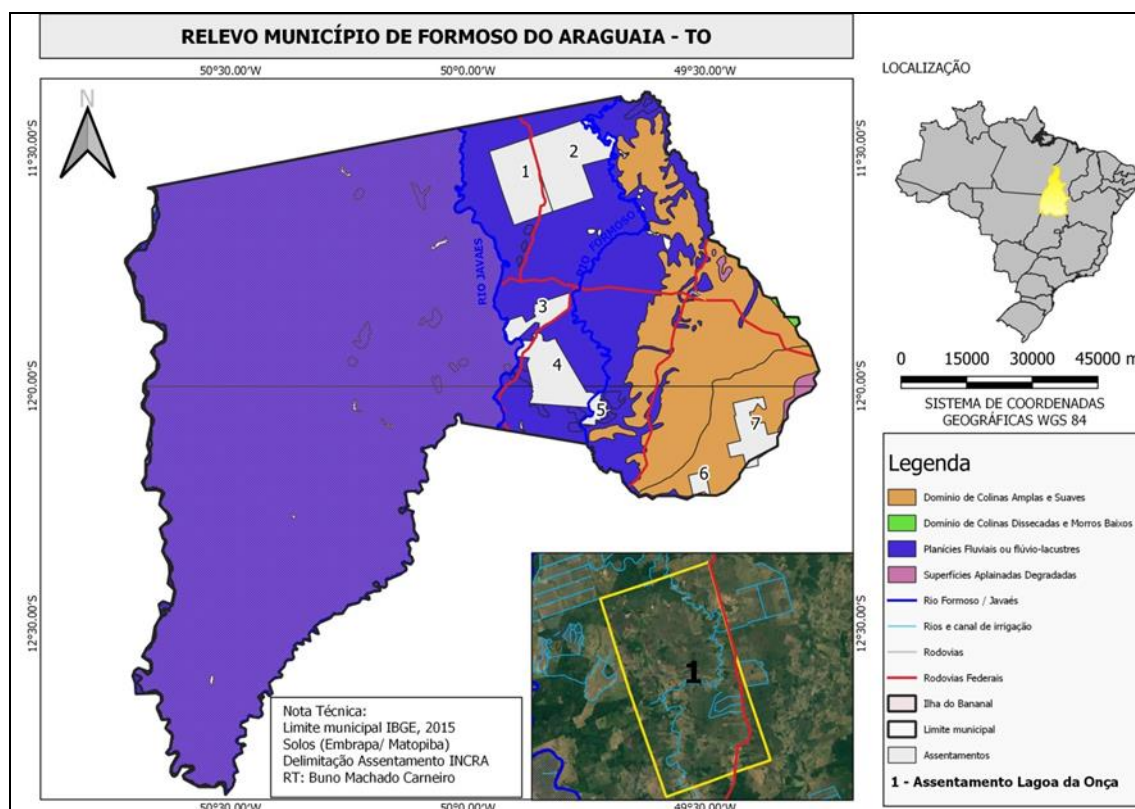 RELEVO MUNICÍPIO DE FORMOSO DO ARAGUAIA - TO
50°30.00'W 50°0.00'W 49°30.00'W
LOCALIZAÇÃO
N
11°30.00'S
11°30.00'S
1
2
RIO JAVAES
RIO FORMOSO
3
4
5
12°0.00'S
12°0.00'S
7
6
0 15000 30000 45000 m
SISTEMA DE COORDENADAS
GEOGRÁFICAS WGS 84
Legenda
Domínio de Colinas Amplas e Suaves
Domínio de Colinas Dissecadas e Morros Baixos
Planícies Fluviais ou flúvio-lacustres
Superfícies Aplainadas Degradadas
Rio Formoso / Javaés
Rios e canal de irrigação
Rodovias
Rodovias Federais
Ilha do Bananal
Limite municipal
Assentamentos
1 - Assentamento Lagoa da Onça
12°30.00'S
12°30.00'S
1
Nota Técnica:
Limite municipal IBGE, 2015
Solos (Embrapa/ Matopiba)
Delimitação Assentamento INCRA
RT: Buno Machado Carneiro
50°30.00'W 50°0.00'W 49°30.00'W